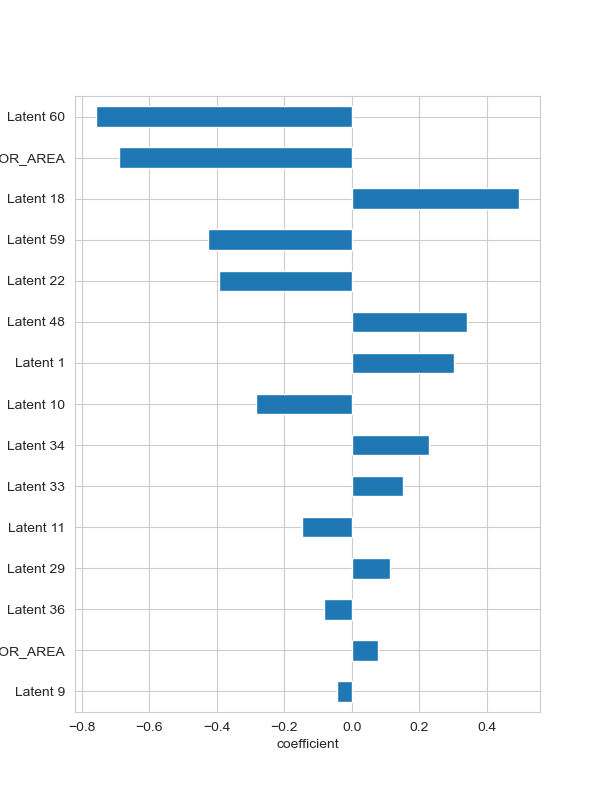 Latent 60
OR_AREA
Latent 18
Latent 59
Latent 22
Latent 48
Latent 1
Latent 10
Latent 34
Latent 33
Latent 11
Latent 29
Latent 36
OR_AREA
Latent 9
−0.8 −0.6 −0.4 −0.2 0.0 0.2 0.4
coefficient